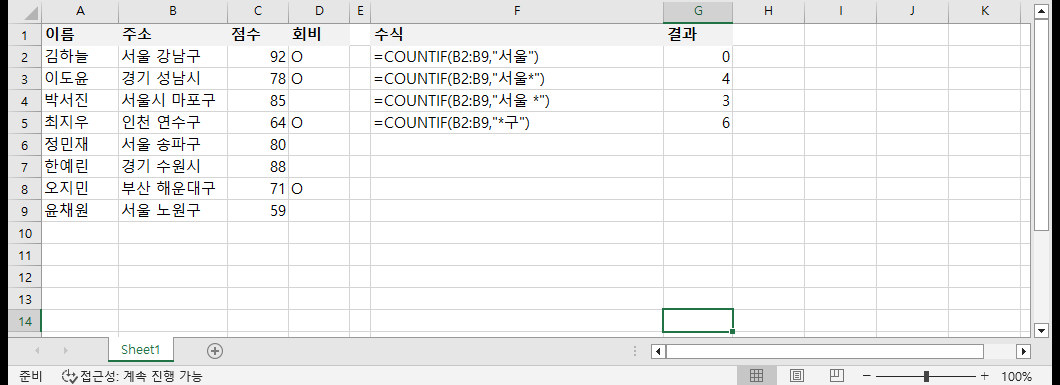 A B C D E F G H I J K
1 이름 주소 점수 회비 수식 결과
2 김하늘 서울 강남구 92 O =COUNTIF(B2:B9,"서울") 0
3 이도윤 경기 성남시 78 O =COUNTIF(B2:B9,"서울*") 4
4 박서진 서울시 마포구 85 =COUNTIF(B2:B9,"서울 *") 3
5 최지우 인천 연수구 64 O =COUNTIF(B2:B9,"*구") 6
6 정민재 서울 송파구 80
7 한예린 경기 수원시 88
8 오지민 부산 해운대구 71 O
9 윤채원 서울 노원구 59
10
11
12
13
14
Sheet1
준비 접근성: 계속 진행 가능 100%